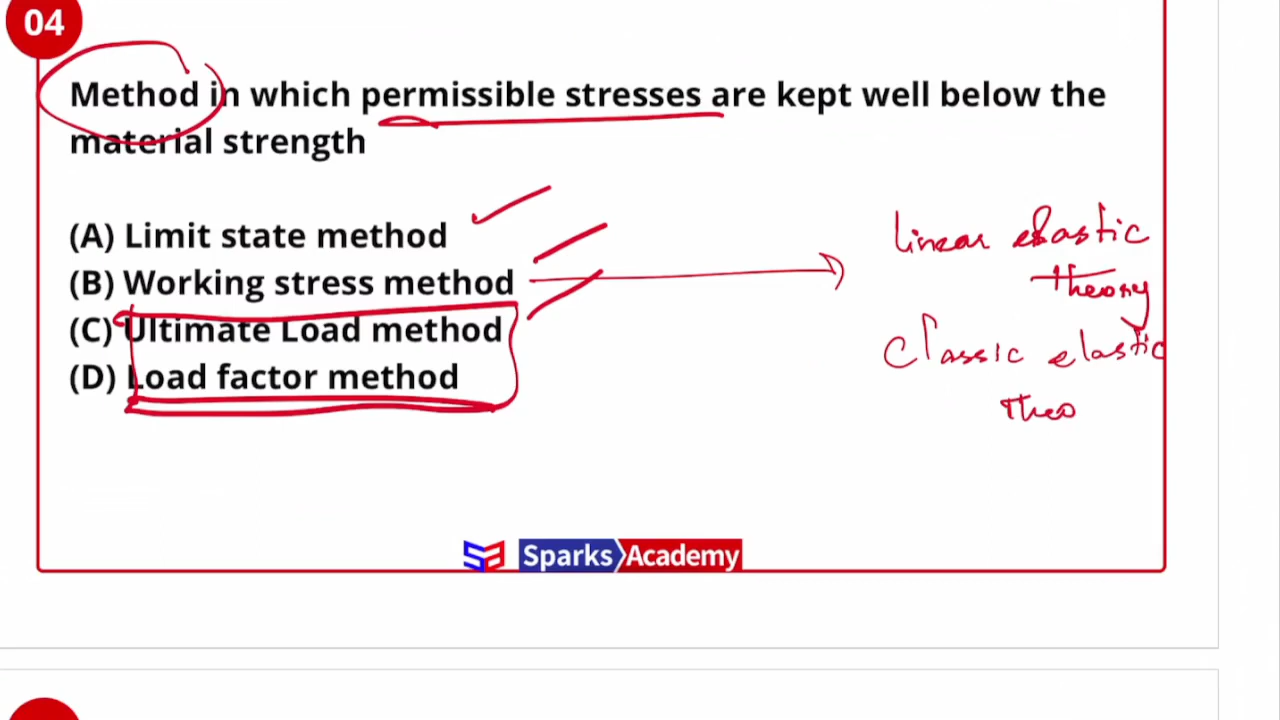 04
Method in which permissible stresses are kept well below the
material strength
(A) Limit state method
(B) Working stress method
(C) Ultimate Load method
(D) Load factor method
linear elastic
theory
Classic elastic
Theo
Sparks Academy